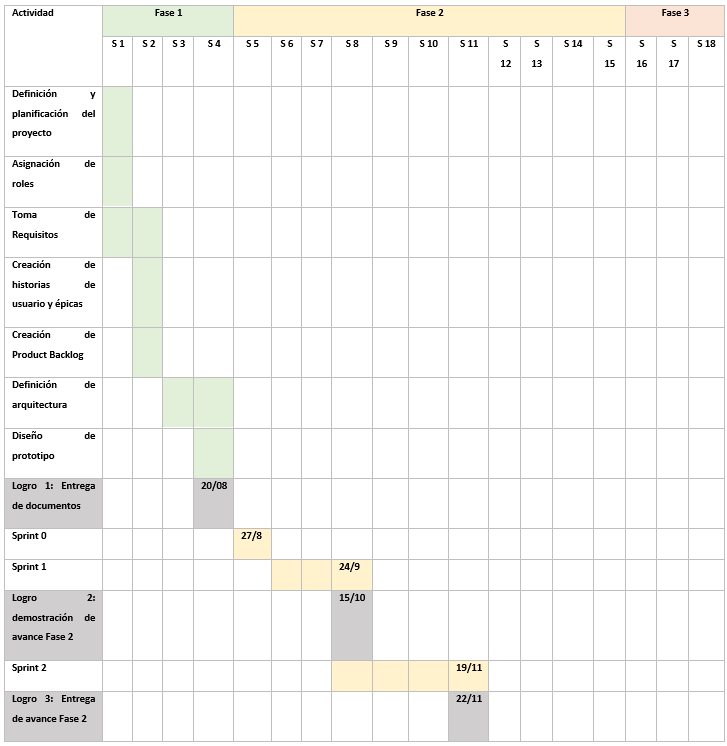 Actividad Fase 1 Fase 2 Fase 3
S 1 S 2 S 3 S 4 S 5 S 6 S 7 S 8 S 9 S 10 S 11 S S S 14 S S S S 18
12 13 15 16 17
Definición y
planificación del
proyecto
Asignación de
roles
Toma de
Requisitos
Creación de
historias de
usuario y épicas
Creación de
Product Backlog
Definición de
arquitectura
Diseño de
prototipo
Logro 1: Entrega 20/08
de documentos
Sprint 0 27/8
Sprint 1 24/9
Logro 2: 15/10
demostración de
avance Fase 2
Sprint 2 19/11
Logro 3: Entrega 22/11
de avance Fase 2